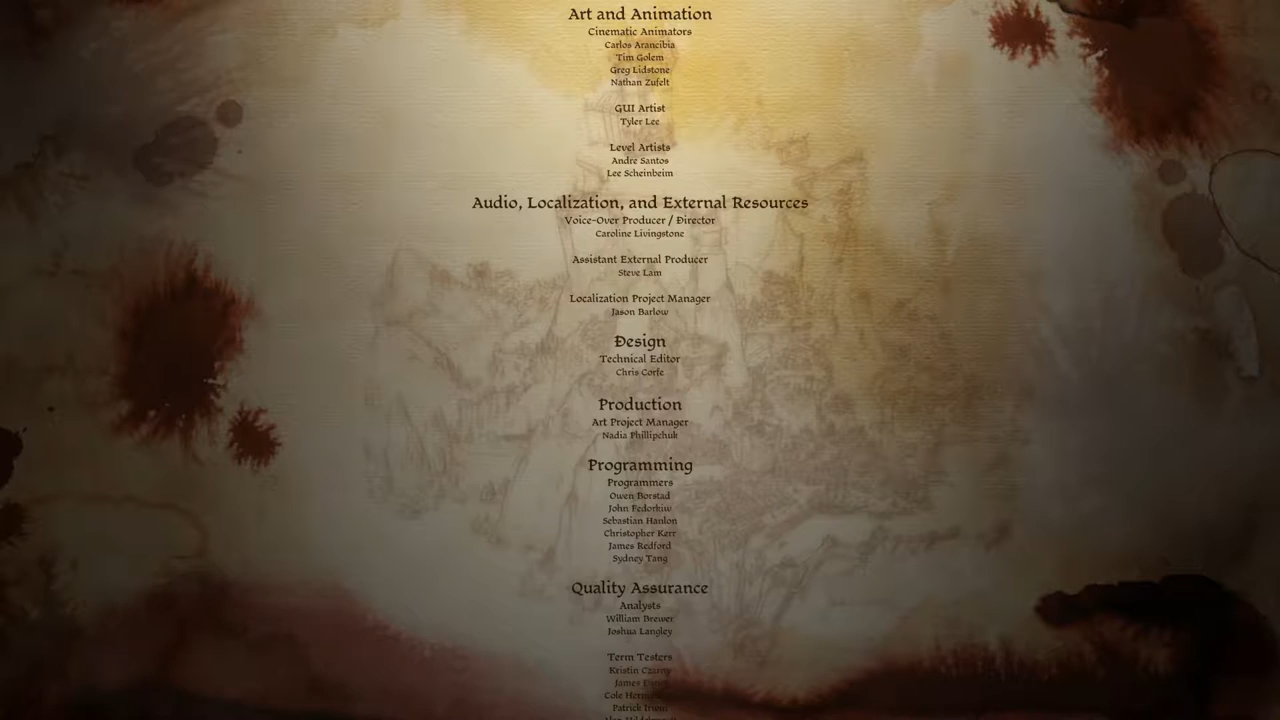 Art and Animation
Cinematic Animators
Carlos Arancibia
Tim Golem
Greg Lidstone
Nathan Zufelt
GUI Artist
Tyler Lee
Level Artists
Andre Santos
Lee Scheinbeim
Audio, Localization, and External Resources
Voice-Over Producer / Director
Caroline Livingstone
Assistant External Producer
Steve Lam
Localization Project Manager
Jason Barlow
Design
Technical Editor
Chris Corfe
Production
Art Project Manager
Nadia Phillipchuk
Programming
Programmers
Owen Borstad
John Fedorkiw
Sebastian Hanlon
Christopher Kerr
James Redford
Sydney Tang
Quality Assurance
Analysts
William Brewer
Joshua Langley
Term Testers
Kristin
James
Cole
Patrick Irwin